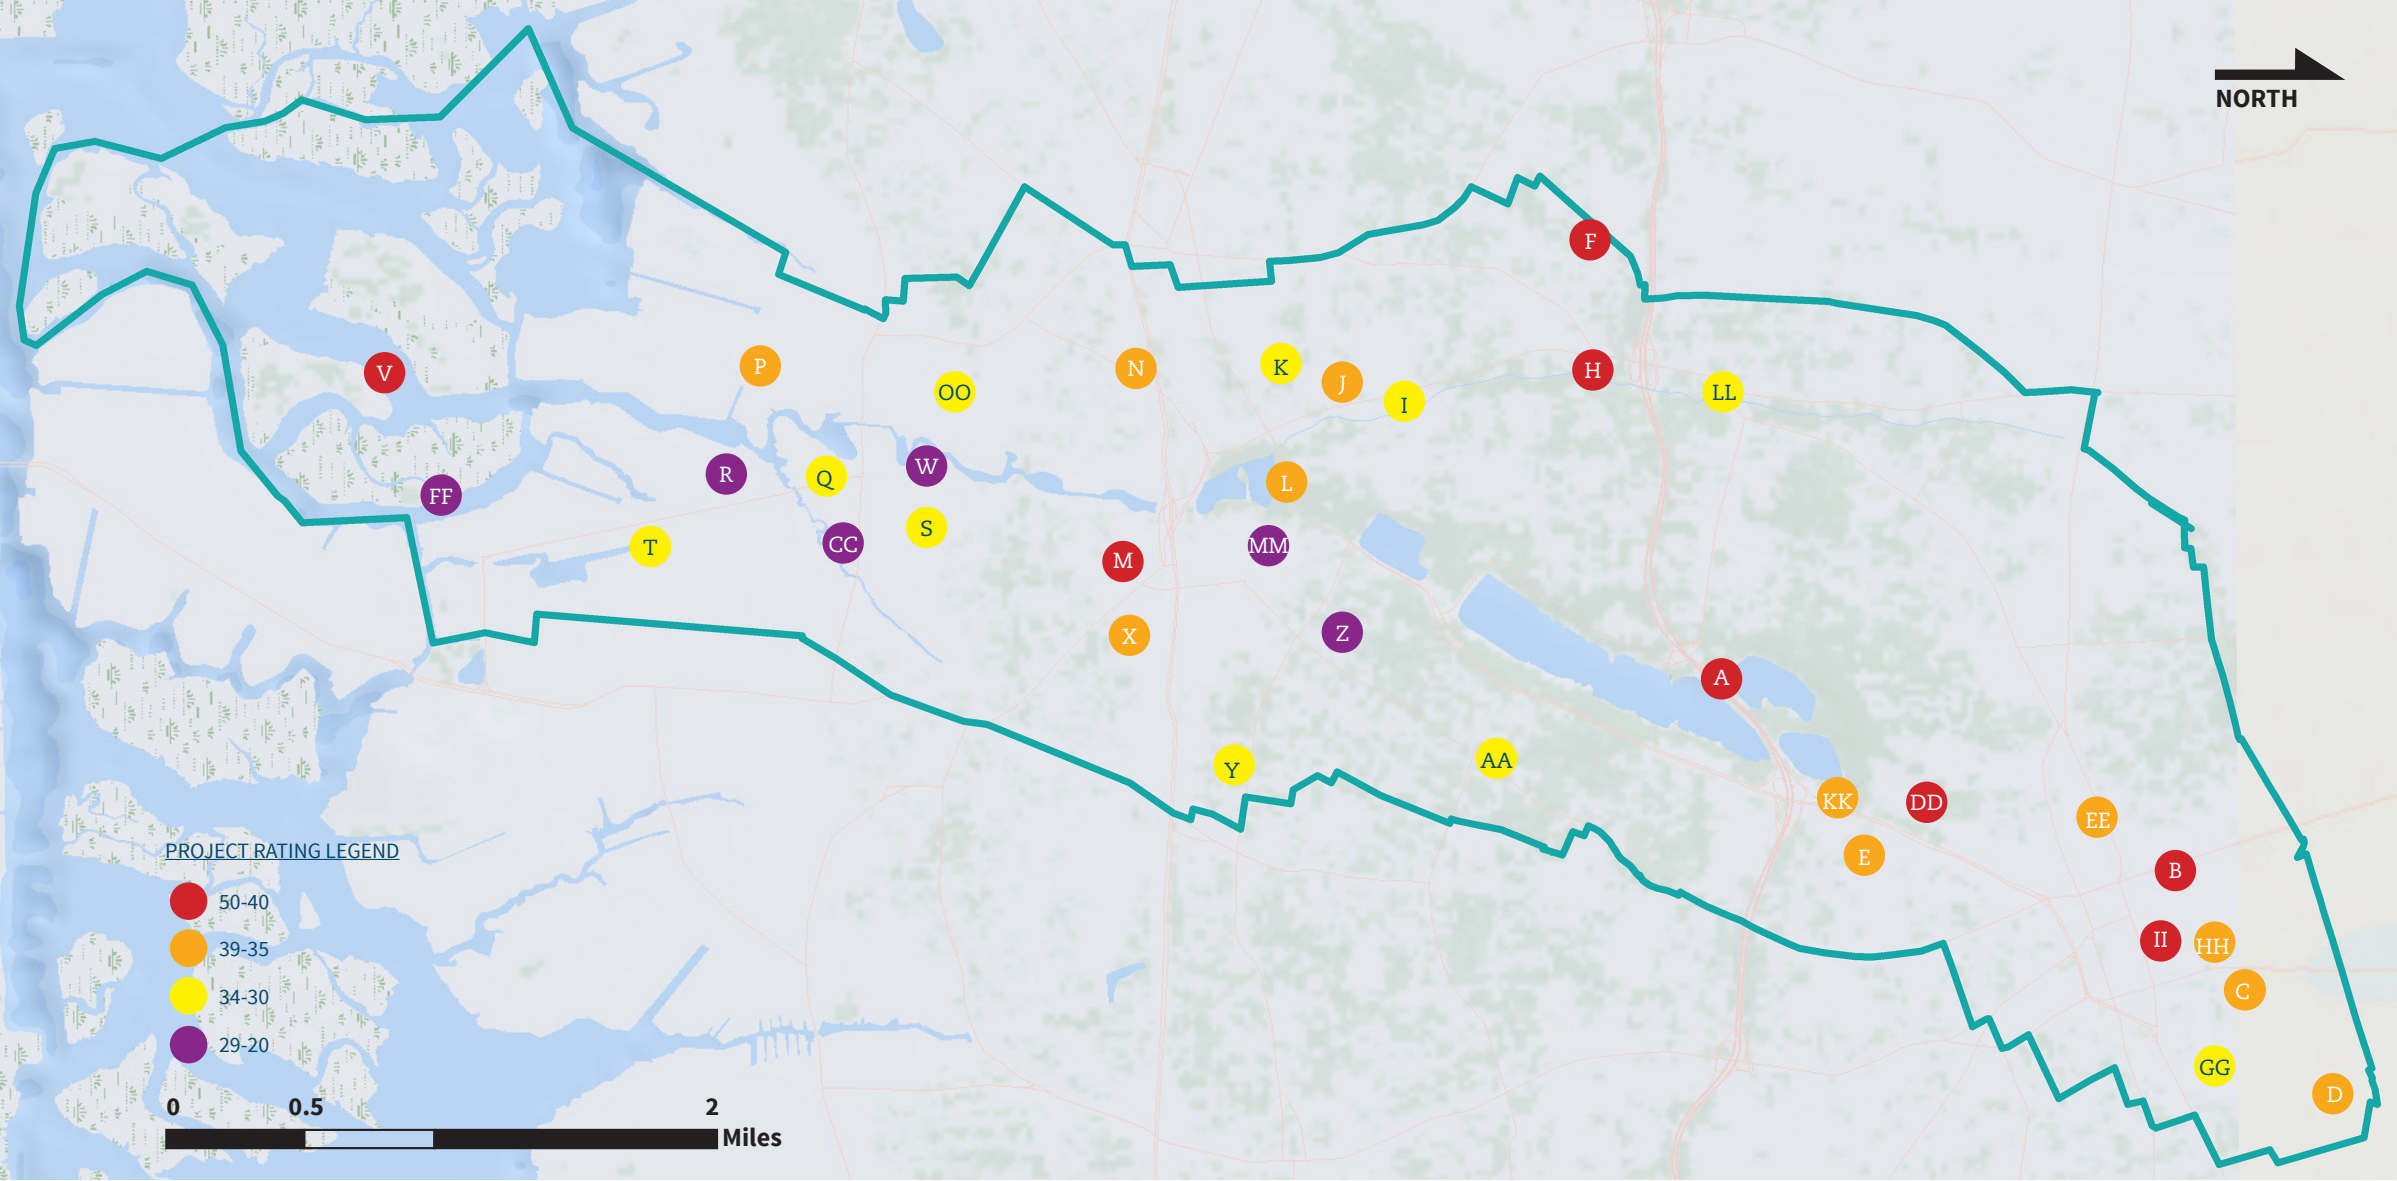 NORTH
F
V
P
OO
N
K
J
I
H
LL
FF
R
Q
W
L
T
CC
S
M
MM
X
Z
A
Y
AA
KK
DD
EE
E
B
II
HH
C
GG
D
PROJECT RATING LEGEND
50-40
39-35
34-30
29-20
0 0.5 2
Miles